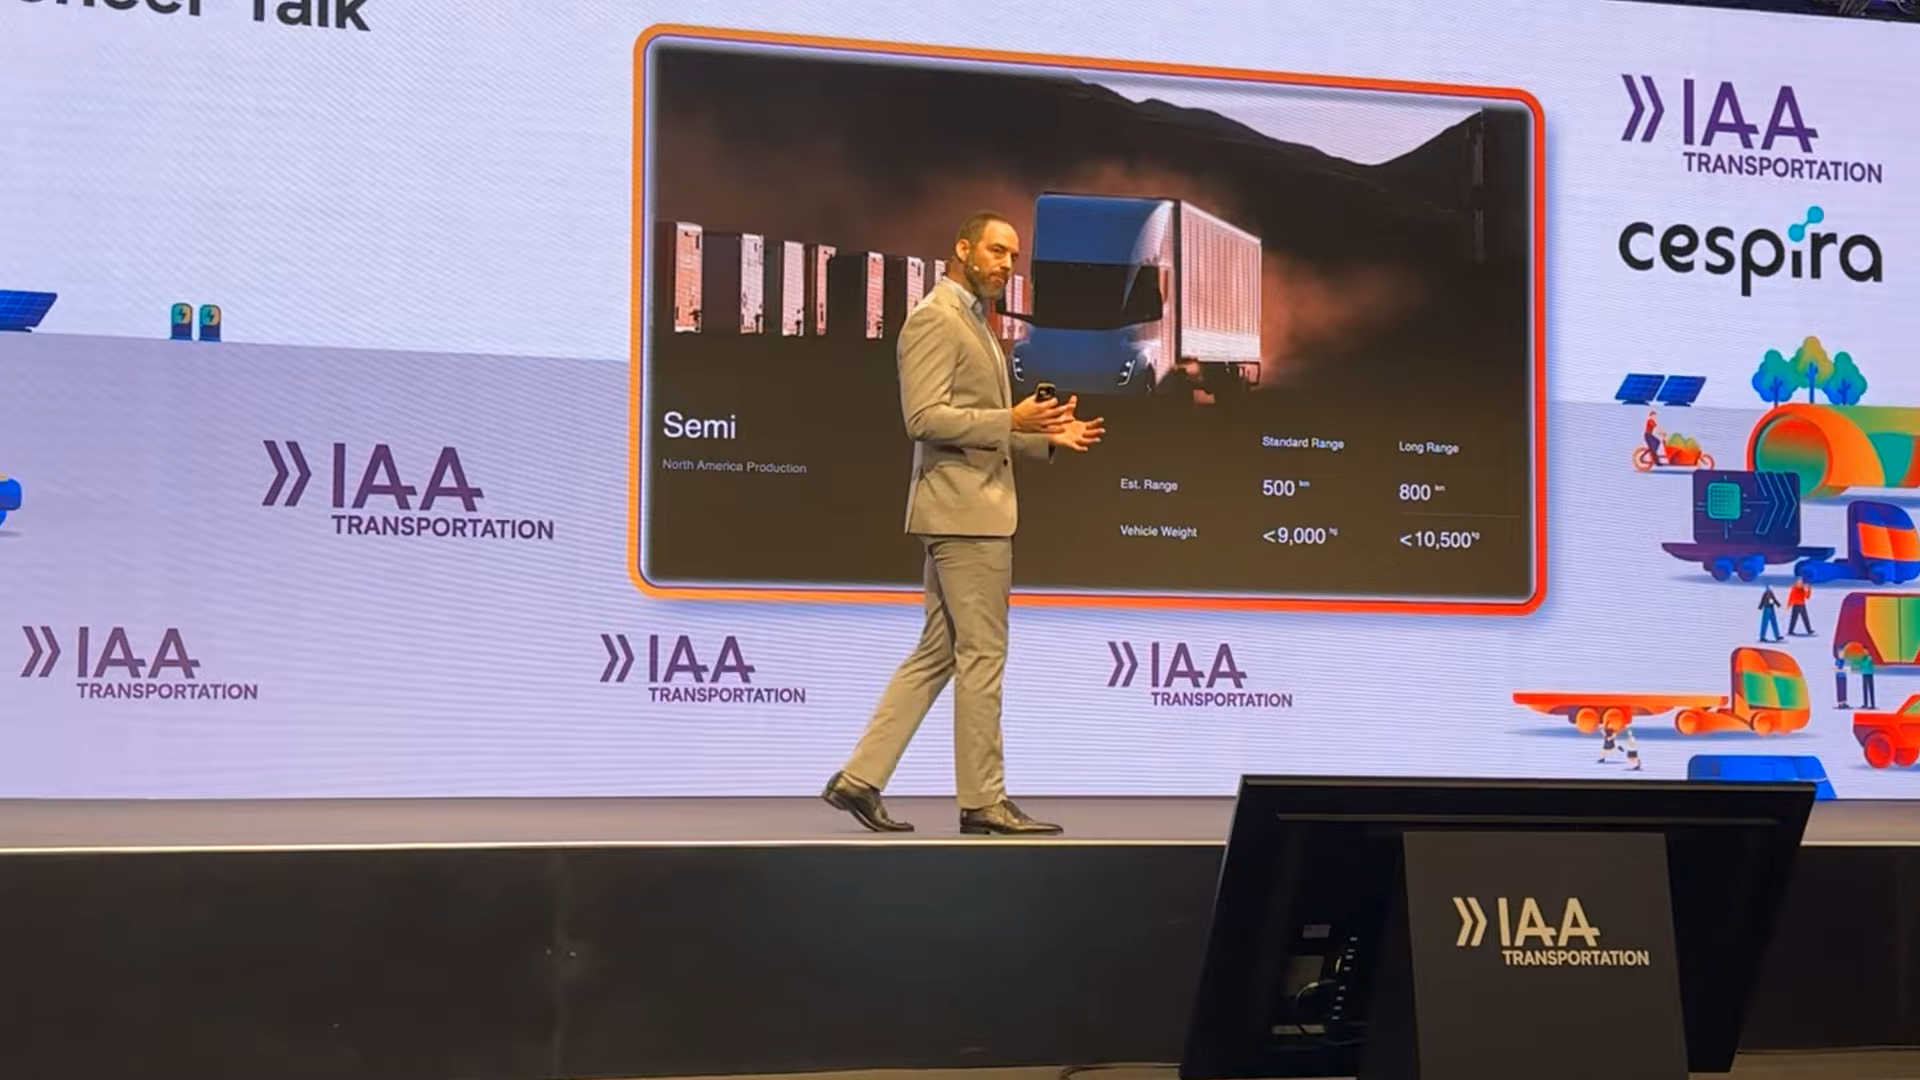 Talk
IAA
TRANSPORTATION
cespira
Semi
North America Production
Standard Range
Long Range
Est. Range
500 km
800 km
Vehicle Weight
<9,000 kg
<10,500 kg
IAA
TRANSPORTATION
IAA
TRANSPORTATION
IAA
TRANSPORTATION
IAA
TRANSPORTATION
IAA
TRANSPORTATION